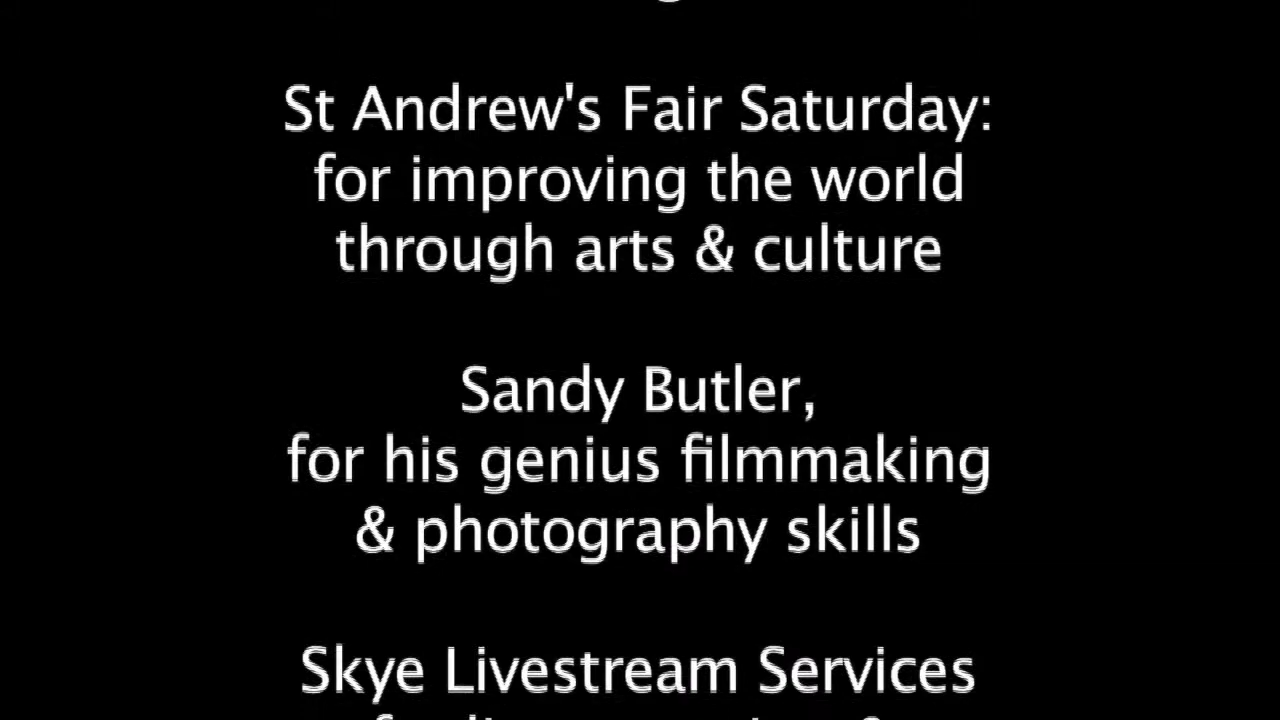 St Andrew's Fair Saturday:
for improving the world
through arts & culture
Sandy Butler,
for his genius filmmaking
& photography skills
Skye Livestream Services